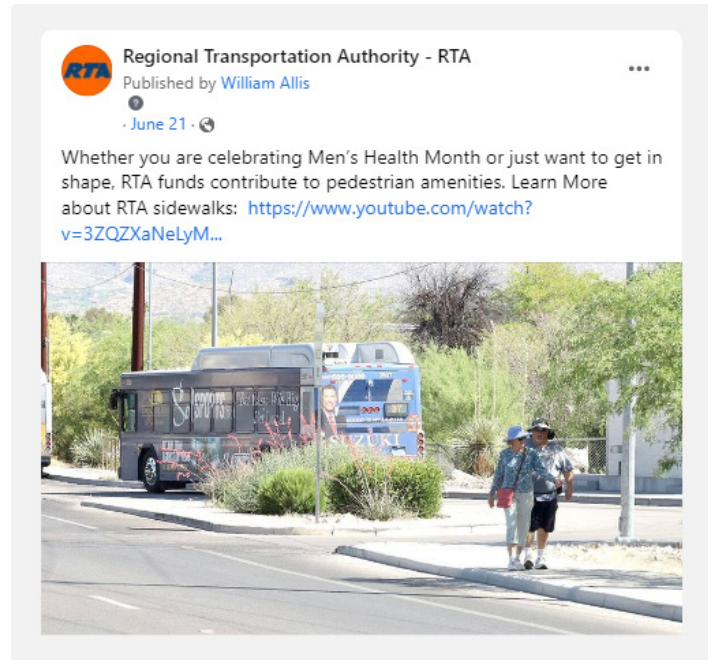 RTA
Regional Transportation Authority - RTA
Published by William Allis
?
· June 21 ·
Whether you are celebrating Men's Health Month or just want to get in
shape, RTA funds contribute to pedestrian amenities. Learn More
about RTA sidewalks: https://www.youtube.com/watch?
v=3ZQZXaNeLyM...
SPORTS
37
SUZUKI